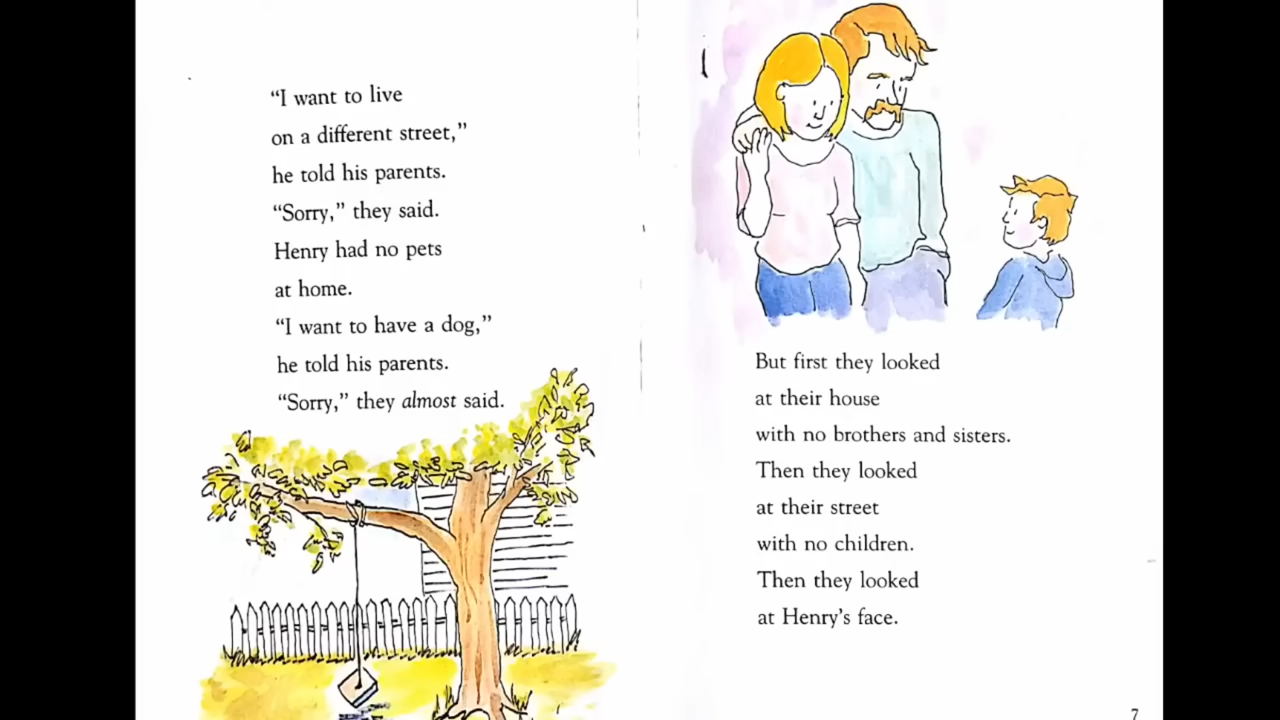 “I want to live
on a different street,”
he told his parents.
“Sorry,” they said.
Henry had no pets
at home.
“I want to have a dog,”
he told his parents.
“Sorry,” they almost said.
But first they looked
at their house
with no brothers and sisters.
Then they looked
at their street
with no children.
Then they looked
at Henry’s face.
7